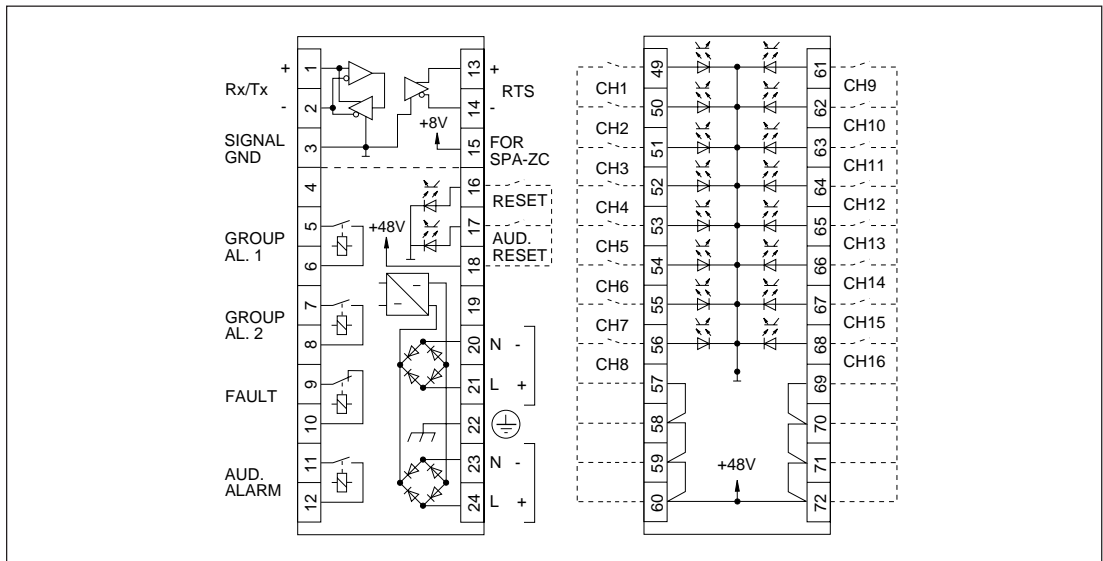 1 13 49 61
+ +
Rx/Tx RTS CH1 CH9
- 2 14 - 50 62
+8V CH2 CH10
SIGNAL FOR
GND 3 15 SPA-ZC 51 63
CH3 CH11
4 16 52 64
RESET CH4 CH12
5 17 53 65
GROUP +48V AUD. CH5 CH13
AL. 1 RESET
6 18 54 66
CH6 CH14
7 19 55 67
GROUP CH7 CH15
AL. 2
8 20 N - 56 68
CH8 CH16
9 21 L + 57 69
FAULT
10 22 58 70
11 23 N - 59 71
AUD. +48V
ALARM
12 24 L + 60 72